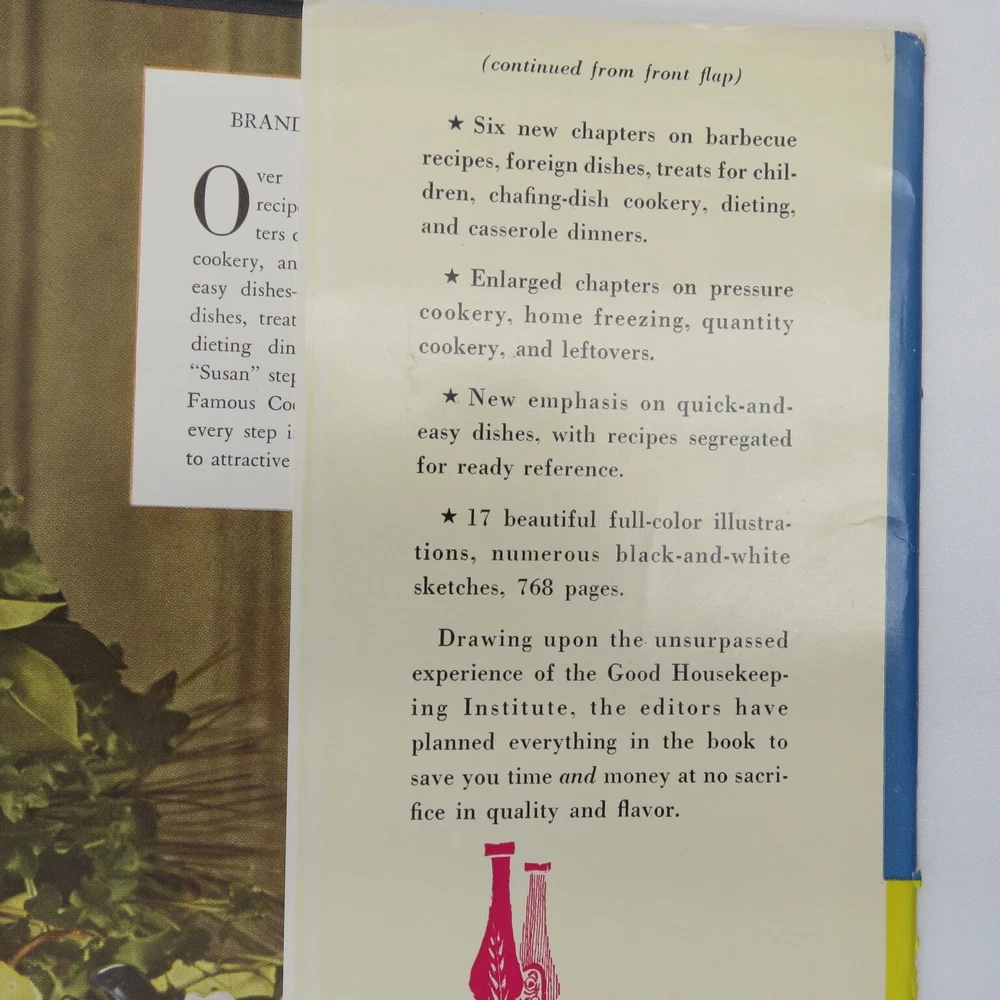 BRAND
Over
recip
ters
cookery, an
easy dishes-
dishes, treat
dieting din
“Susan” step
Famous Co
every step i
to attractive
(continued from front flap)
★ Six new chapters on barbecue
recipes, foreign dishes, treats for chil-
dren, chafing-dish cookery, dieting,
and casserole dinners.
★ Enlarged chapters on pressure
cookery, home freezing, quantity
cookery, and leftovers.
★ New emphasis on quick-and-
easy dishes, with recipes segregated
for ready reference.
★ 17 beautiful full-color illustra-
tions, numerous black-and-white
sketches, 768 pages.
Drawing upon the unsurpassed
experience of the Good Housekeep-
ing Institute, the editors have
planned everything in the book to
save you time and money at no sacri-
fice in quality and flavor.